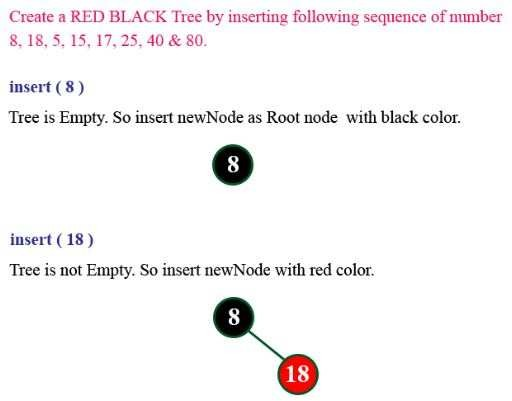 Create a RED BLACK Tree by inserting following sequence of number
8, 18, 5, 15, 17, 25, 40 & 80.
insert ( 8 )
Tree is Empty. So insert newNode as Root node with black color.
8
insert ( 18 )
Tree is not Empty. So insert newNode with red color.
8
18